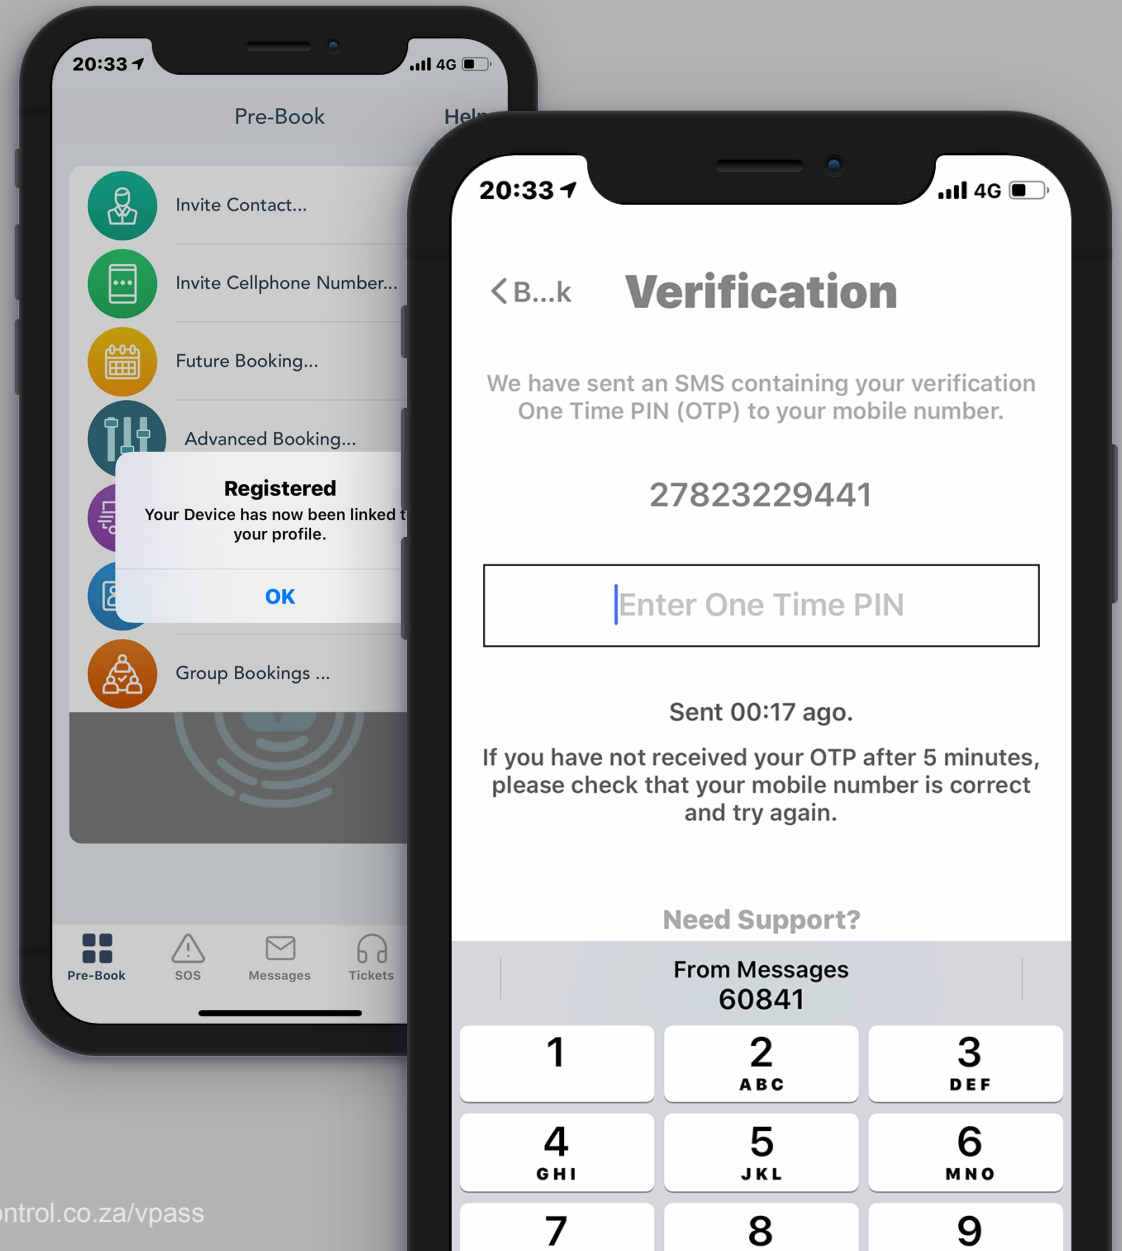 20:33
4G
Pre-Book
Invite Contact...
Invite Cellphone Number...
Future Booking...
Advanced Booking...
Registered
Your Device has now been linked
your profile.
OK
Group Bookings ...
Pre-Book
SOS
Messages
Tickets
20:33
4G
B...k
Verification
We have sent an SMS containing your verification
One Time PIN (OTP) to your mobile number.
27823229441
Enter One Time PIN
Sent 00:17 ago.
If you have not received your OTP after 5 minutes,
please check that your mobile number is correct
and try again.
Need Support?
From Messages
60841
1
2
ABC
3
DEF
4
GHI
5
JKL
6
MNO
7
8
9
ontrol.co.za/vpass